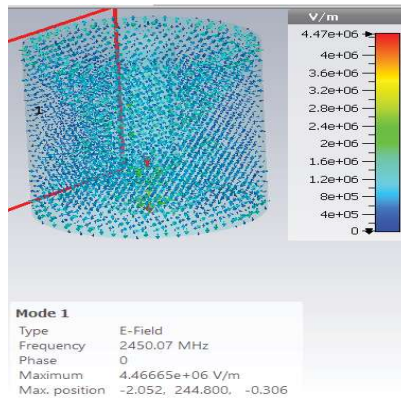 V/m
4.47e+06
4e+06
3.6e+06
3.2e+06
2.8e+06
2.4e+06
2e+06
1.6e+06
1.2e+06
8e+05
4e+05
0
1
Mode 1
Type E-Field
Frequency 2450.07 MHz
Phase 0
Maximum 4.46665e+06 V/m
Max. position -2.052, 244.800, -0.306